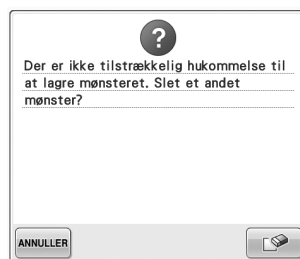 ?
Der er ikke tilstrækkelig hukommelse til
at lagre mønsteret. Slet et andet
mønster?
ANNULLER